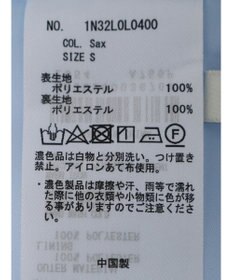 NO. 1N32L0L0400
COL. Sax
SIZE S
表生地
ポリエステル 100%
裏生地
ポリエステル 100%
濃色品は白物と分別洗い。つけ置き
禁止。アイロンあて布使用。
●濃色製品は摩擦や汗、雨等で濡れ
た際に他の衣類や小物類に色が移
る事がありますのでご注意下さい。
中国製